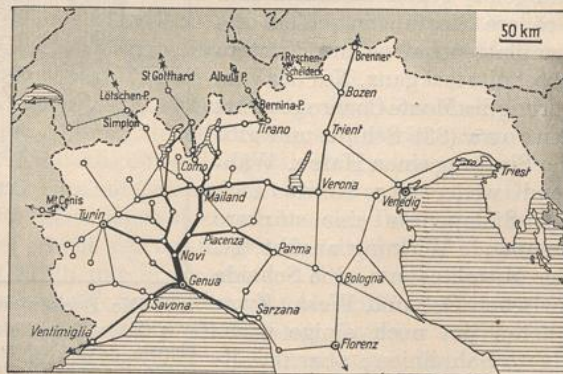 50 km
Brenner
St Gotthard
Albula P.
Reschen-
Scheideck
Lötschen-P.
Bernina-P.
Bozen
Simplon
Tirano
Trient
Como
Triest
Mt Cenis
Mailand
Verona
Venedig
Turin
Piacenza
Parma
Novi
Genua
Bologna
Savona
Sarzana
Ventimiglia
Florenz